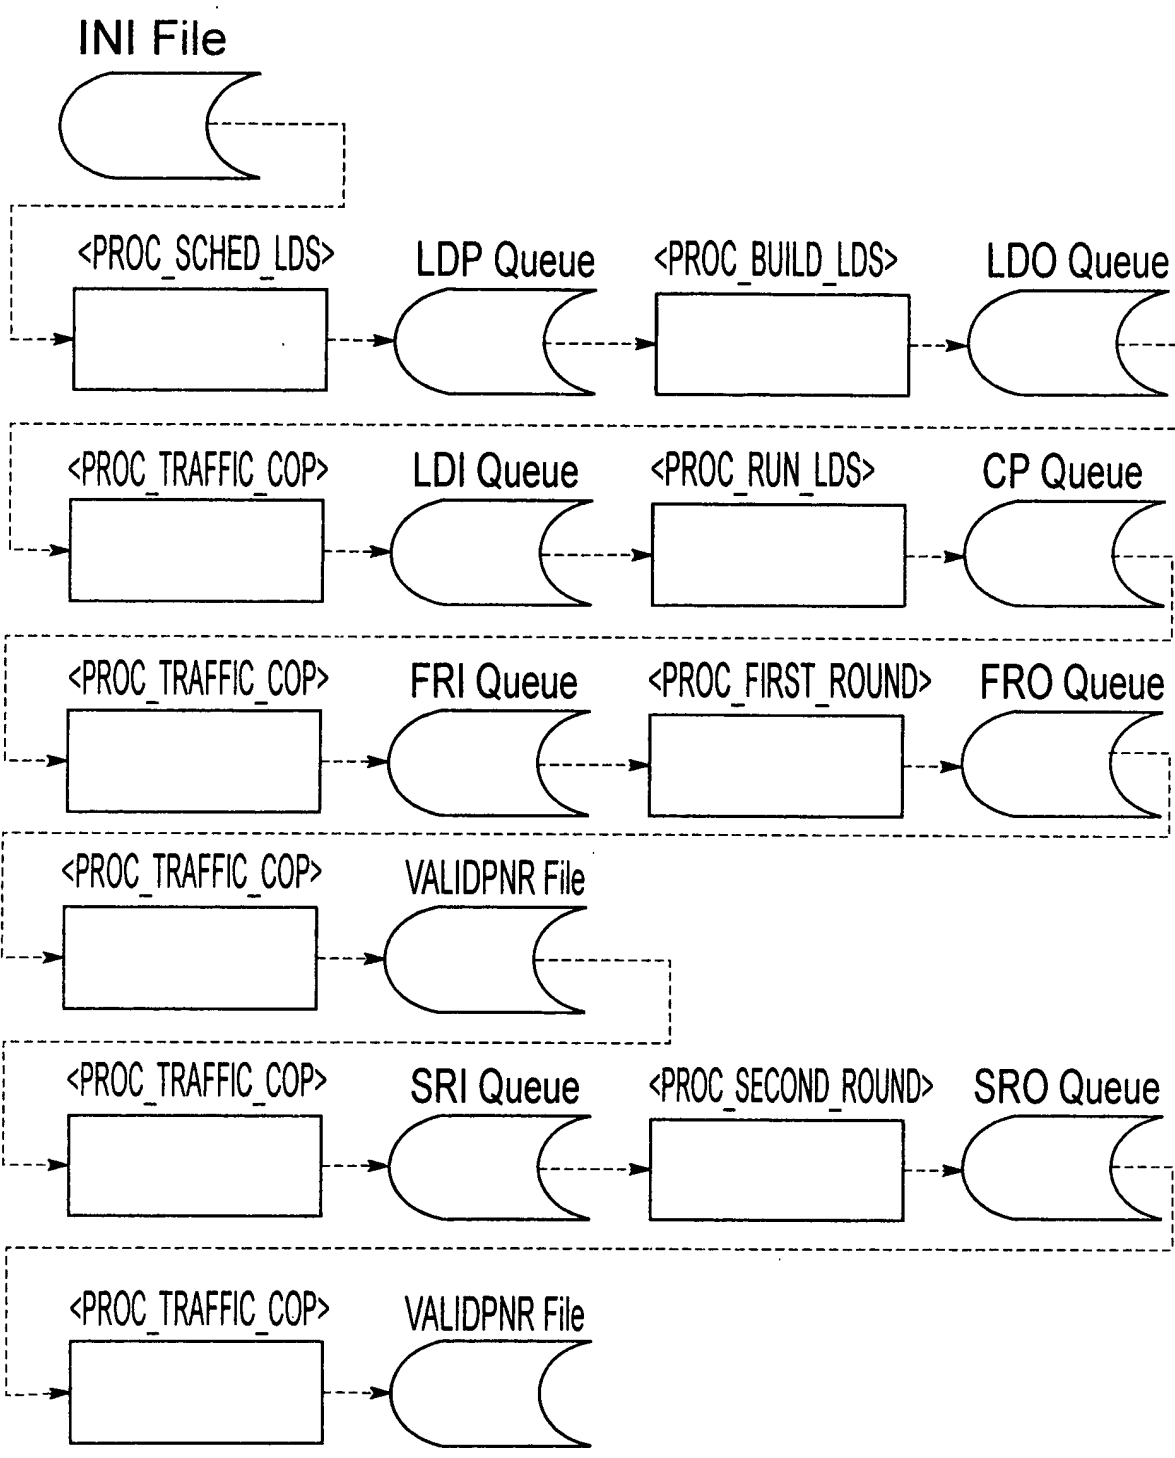 INI File
<PROC_SCHED_LDS>
LDP Queue
<PROC_BUILD_LDS>
LDO Queue
<PROC_TRAFFIC_COP>
LDI Queue
<PROC_RUN_LDS>
CP Queue
<PROC_TRAFFIC_COP>
FRI Queue
<PROC_FIRST_ROUND>
FRO Queue
<PROC_TRAFFIC_COP>
VALIDPNR File
<PROC_TRAFFIC_COP>
SRI Queue
<PROC_SECOND_ROUND>
SRO Queue
<PROC_TRAFFIC_COP>
VALIDPNR File